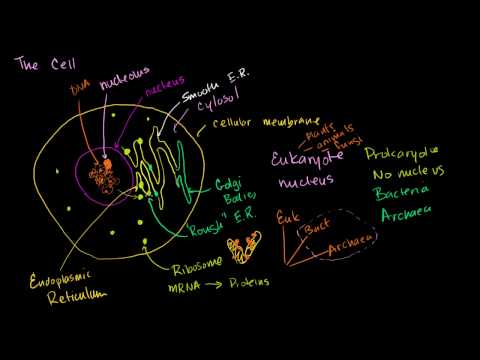 The Cell
DNA
nucleolus
nucleus
Smooth E.R.
Cytosol
cellular membrane
plants
animals
fungi
Eukaryote
nucleus
Prokaryote
No nucleus
Bacteria
Archaea
Golgi
Bodies
"Rough" E.R.
Euk
Bact
Archaea
Endoplasmic
Reticulum
Ribosome
mRNA → Proteins